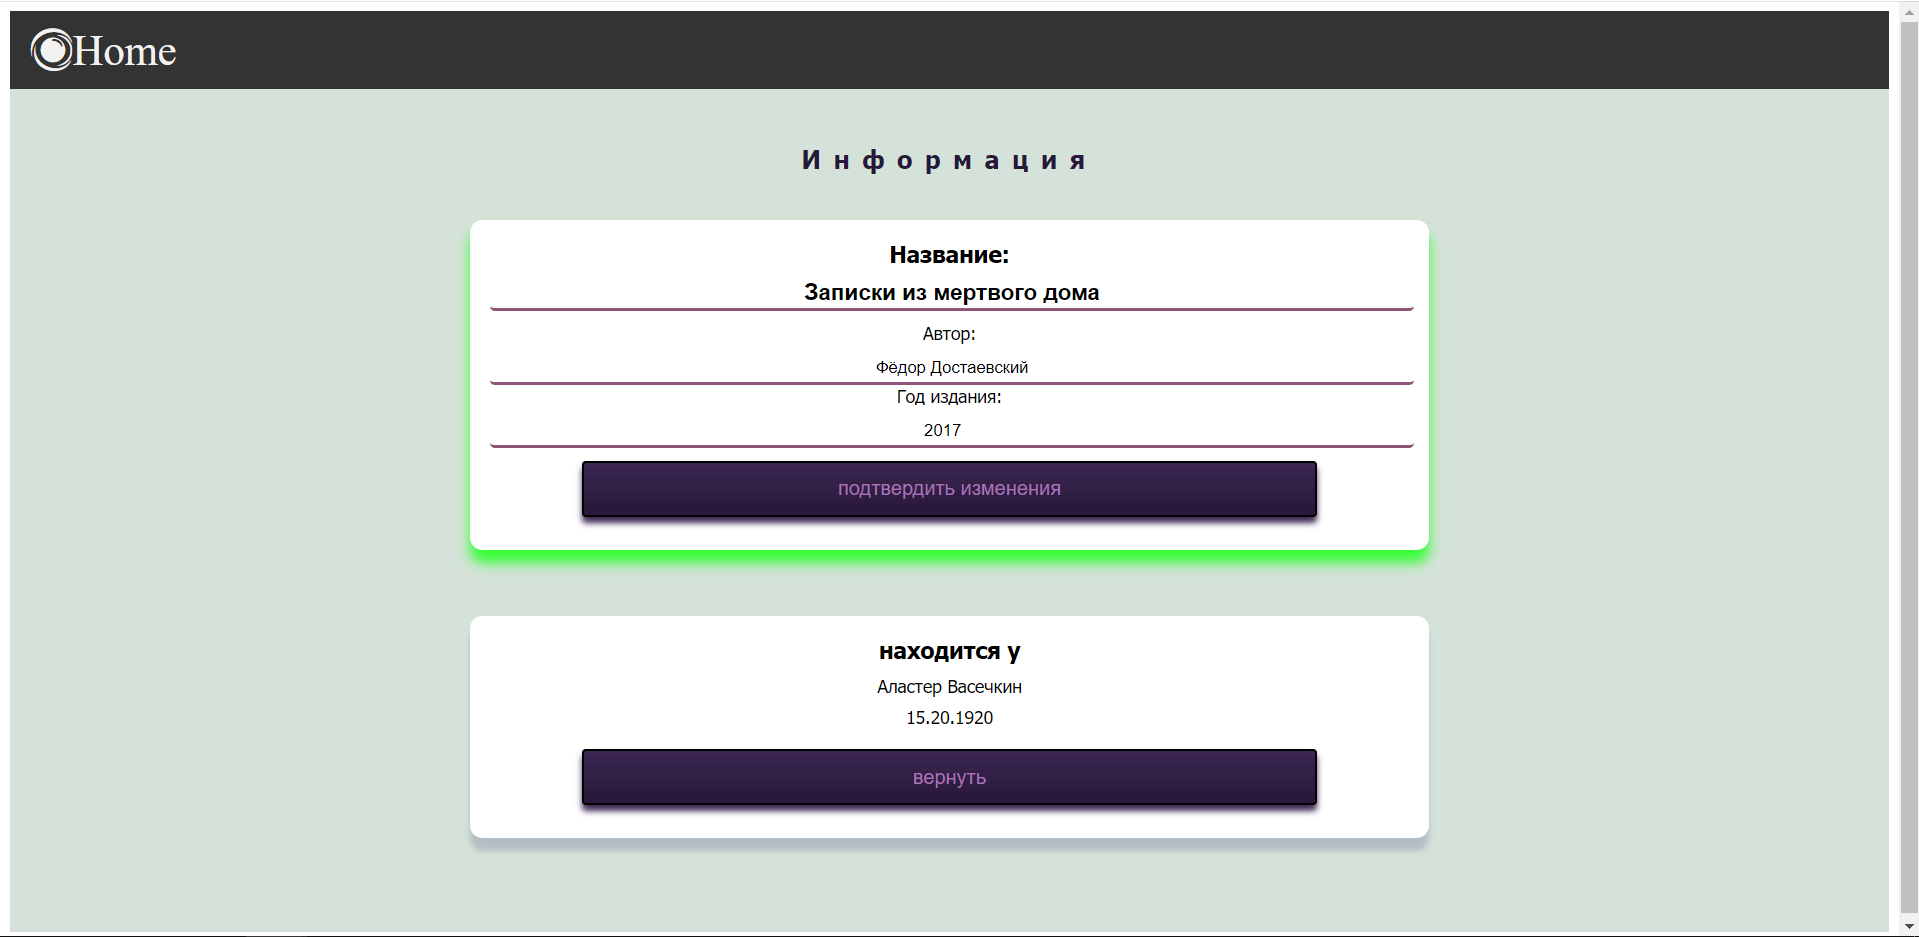 Home
Информация
Название:
Записки из мертвого дома
Автор:
Фёдор Достаевский
Год издания:
2017
подтвердить изменения
находится у
Аластер Васечкин
15.20.1920
вернуть